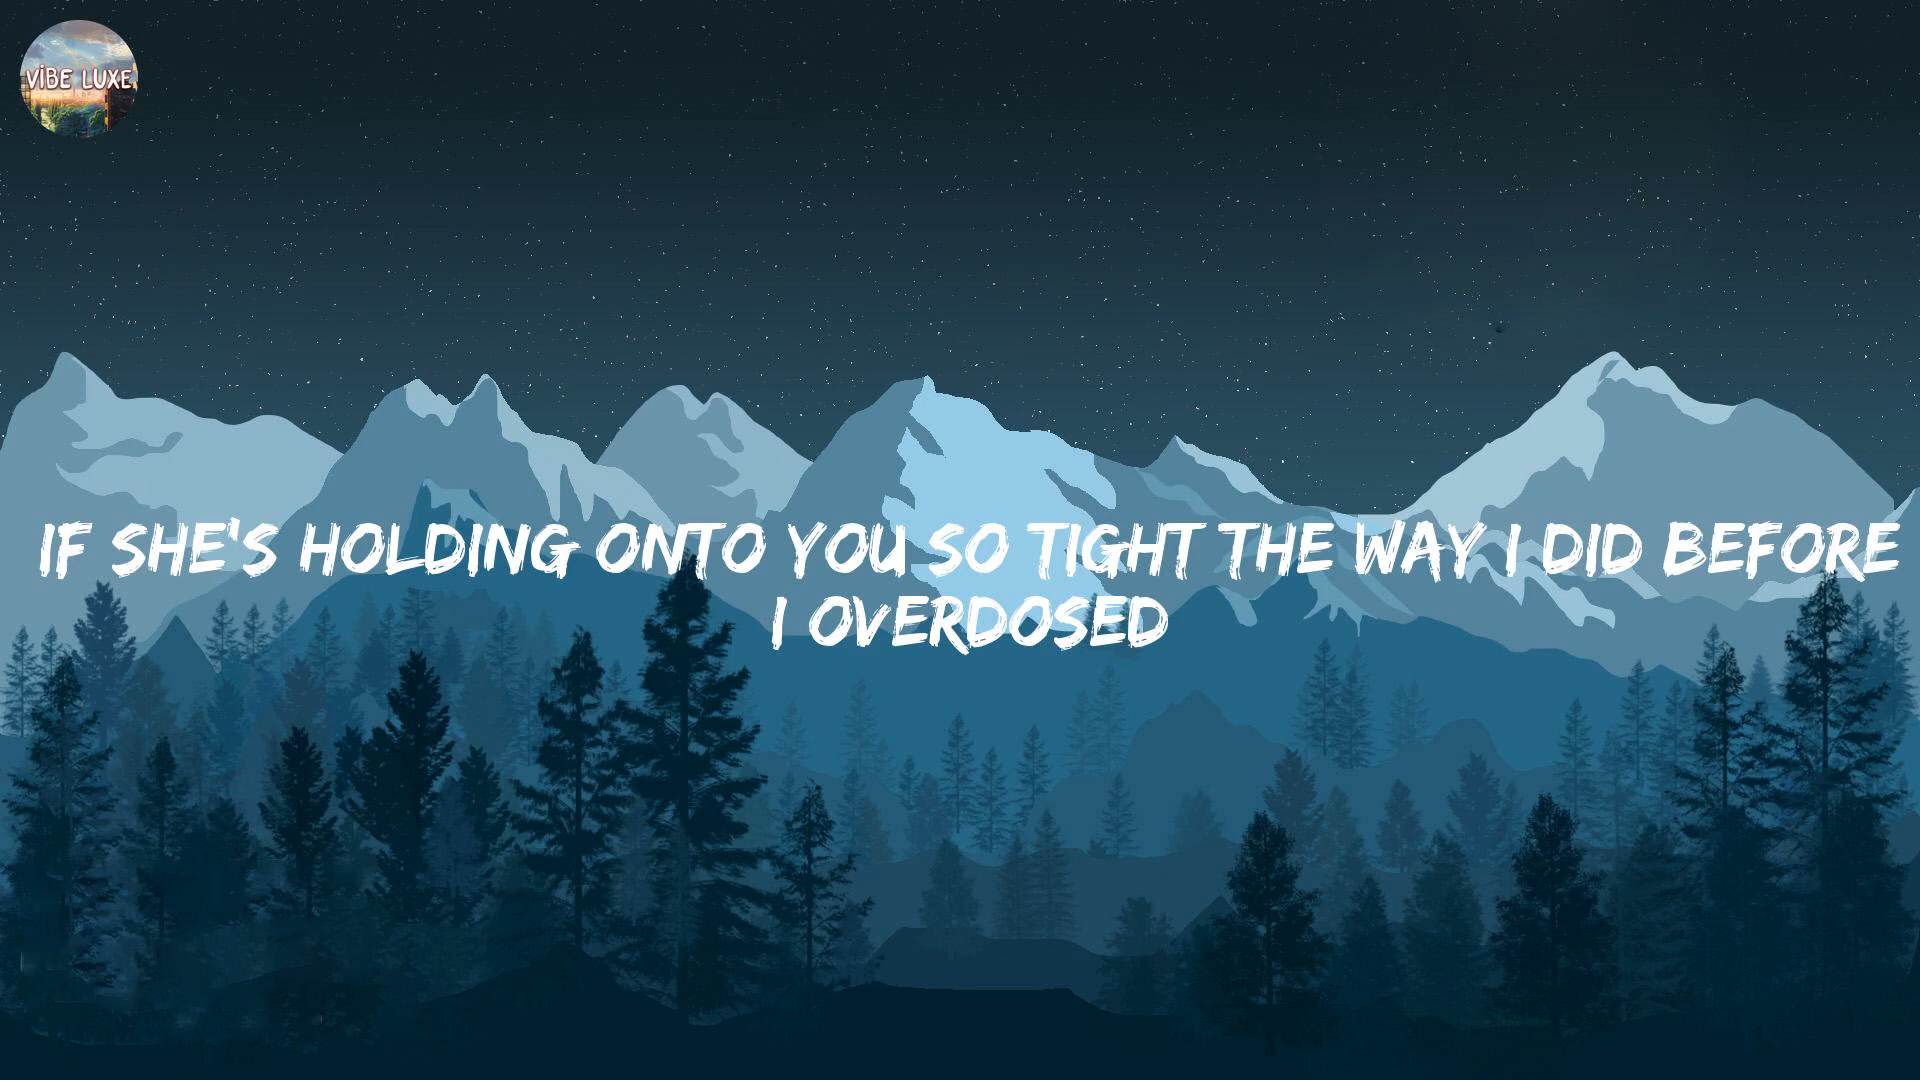 VİBE LUXE
IF SHE'S HOLDING ONTO YOU SO TIGHT THE WAY I DID BEFORE
I OVERDOSED